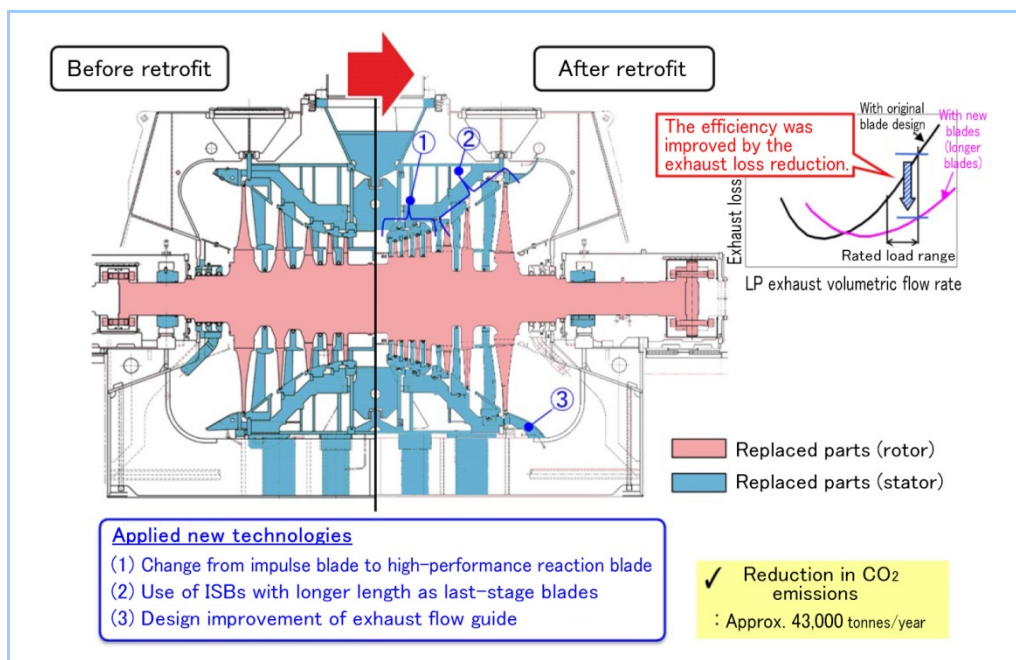 Before retrofit
After retrofit
With original
blade design
With new
blades
(longer
blades)
The efficiency was
improved by the
exhaust loss reduction.
Exhaust loss
Rated load range
LP exhaust volumetric flow rate
①
②
③
Replaced parts (rotor)
Replaced parts (stator)
Applied new technologies
(1) Change from impulse blade to high-performance reaction blade
(2) Use of ISBs with longer length as last-stage blades
(3) Design improvement of exhaust flow guide
✓ Reduction in CO₂
emissions
: Approx. 43,000 tonnes/year